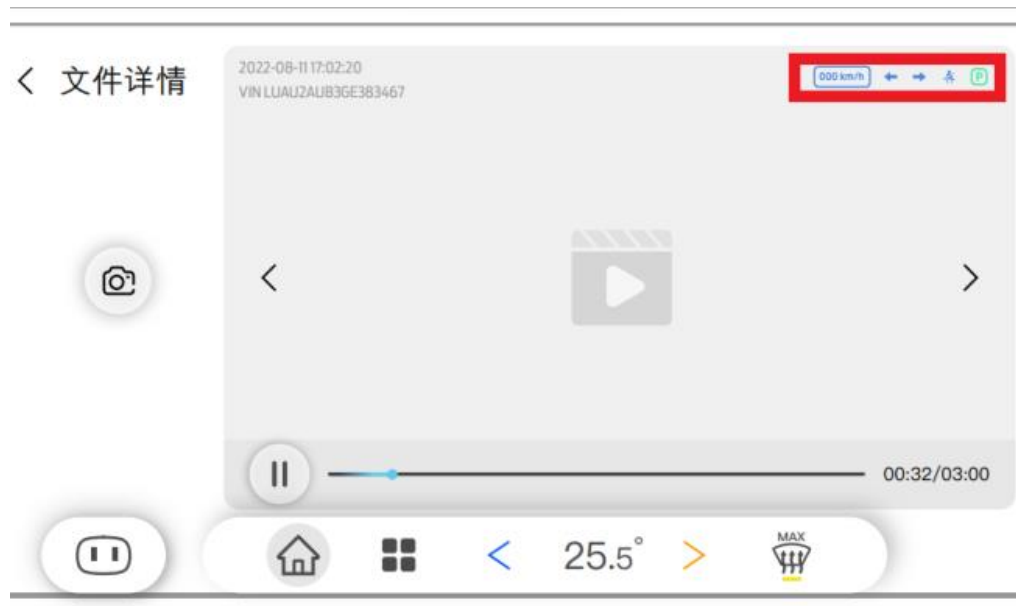 文件详情
2022-08-11 17:02:20
VIN LUAU2AUB3GE383467
000 km/h
P
00:32/03:00
25.5°
MAX